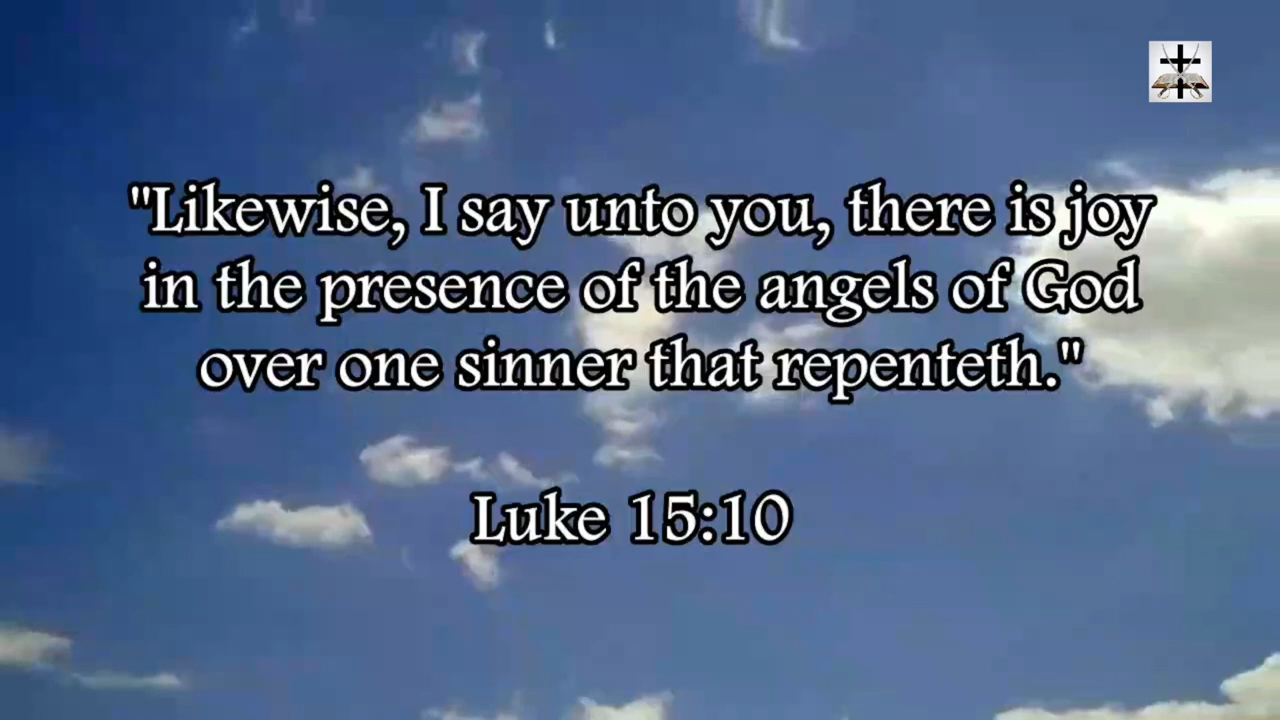 "Likewise, I say unto you, there is joy
in the presence of the angels of God
over one sinner that repenteth."
Luke 15:10